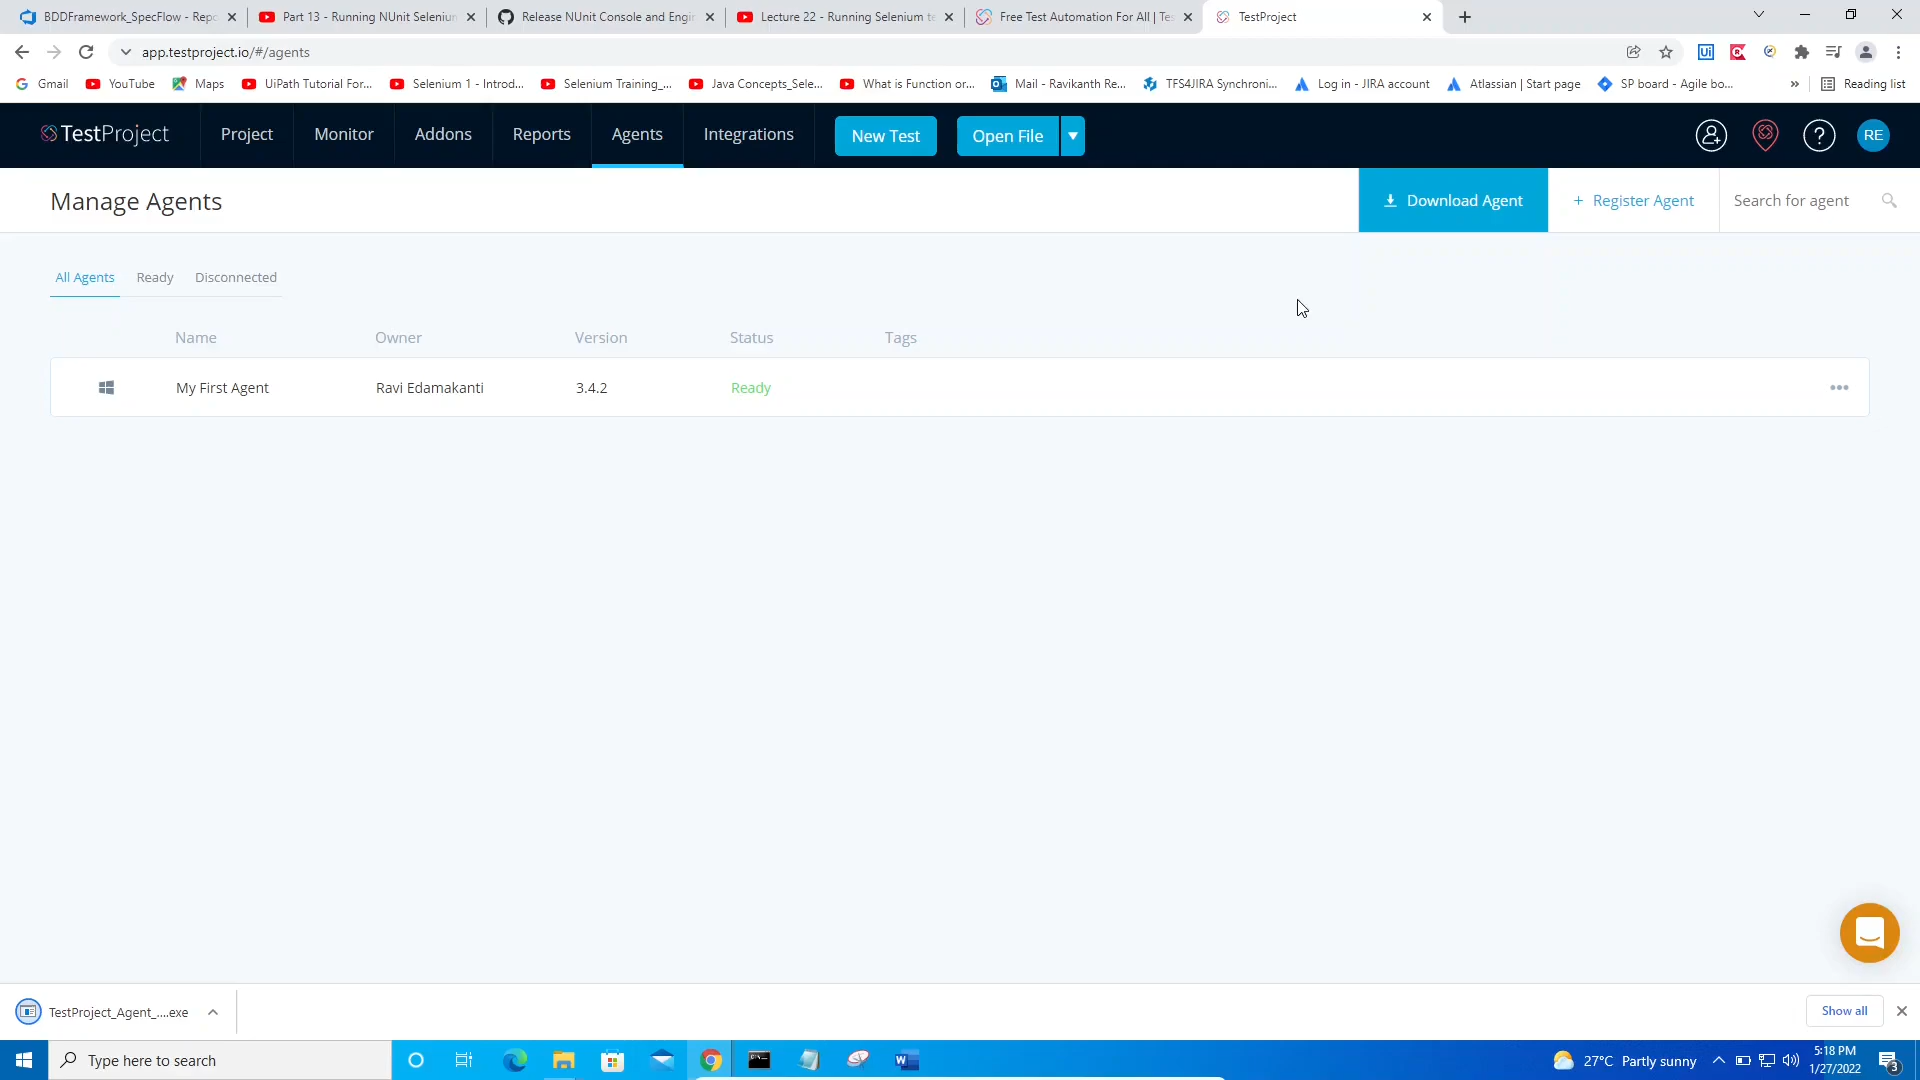 BDDFramework_SpecFlow - Repo
Part 13 - Running NUnit Selenium
Release NUnit Console and Engin
Lecture 22 - Running Selenium te
Free Test Automation For All | Tes
TestProject
app.testproject.io/#/agents
Gmail
YouTube
Maps
UiPath Tutorial For...
Selenium 1 - Introd...
Selenium Training_...
Java Concepts_Sele...
What is Function or...
Mail - Ravikanth Re...
TFS4JIRA Synchroni...
Log in - JIRA account
Atlassian | Start page
SP board - Agile bo...
»
Reading list
TestProject
Project
Monitor
Addons
Reports
Agents
Integrations
New Test
Open File
RE
Manage Agents
Download Agent
+ Register Agent
Search for agent
All Agents
Ready
Disconnected
Name
Owner
Version
Status
Tags
My First Agent
Ravi Edamakanti
3.4.2
Ready
TestProject_Agent_....exe
Show all
Type here to search
27°C Partly sunny
5:18 PM
1/27/2022
3